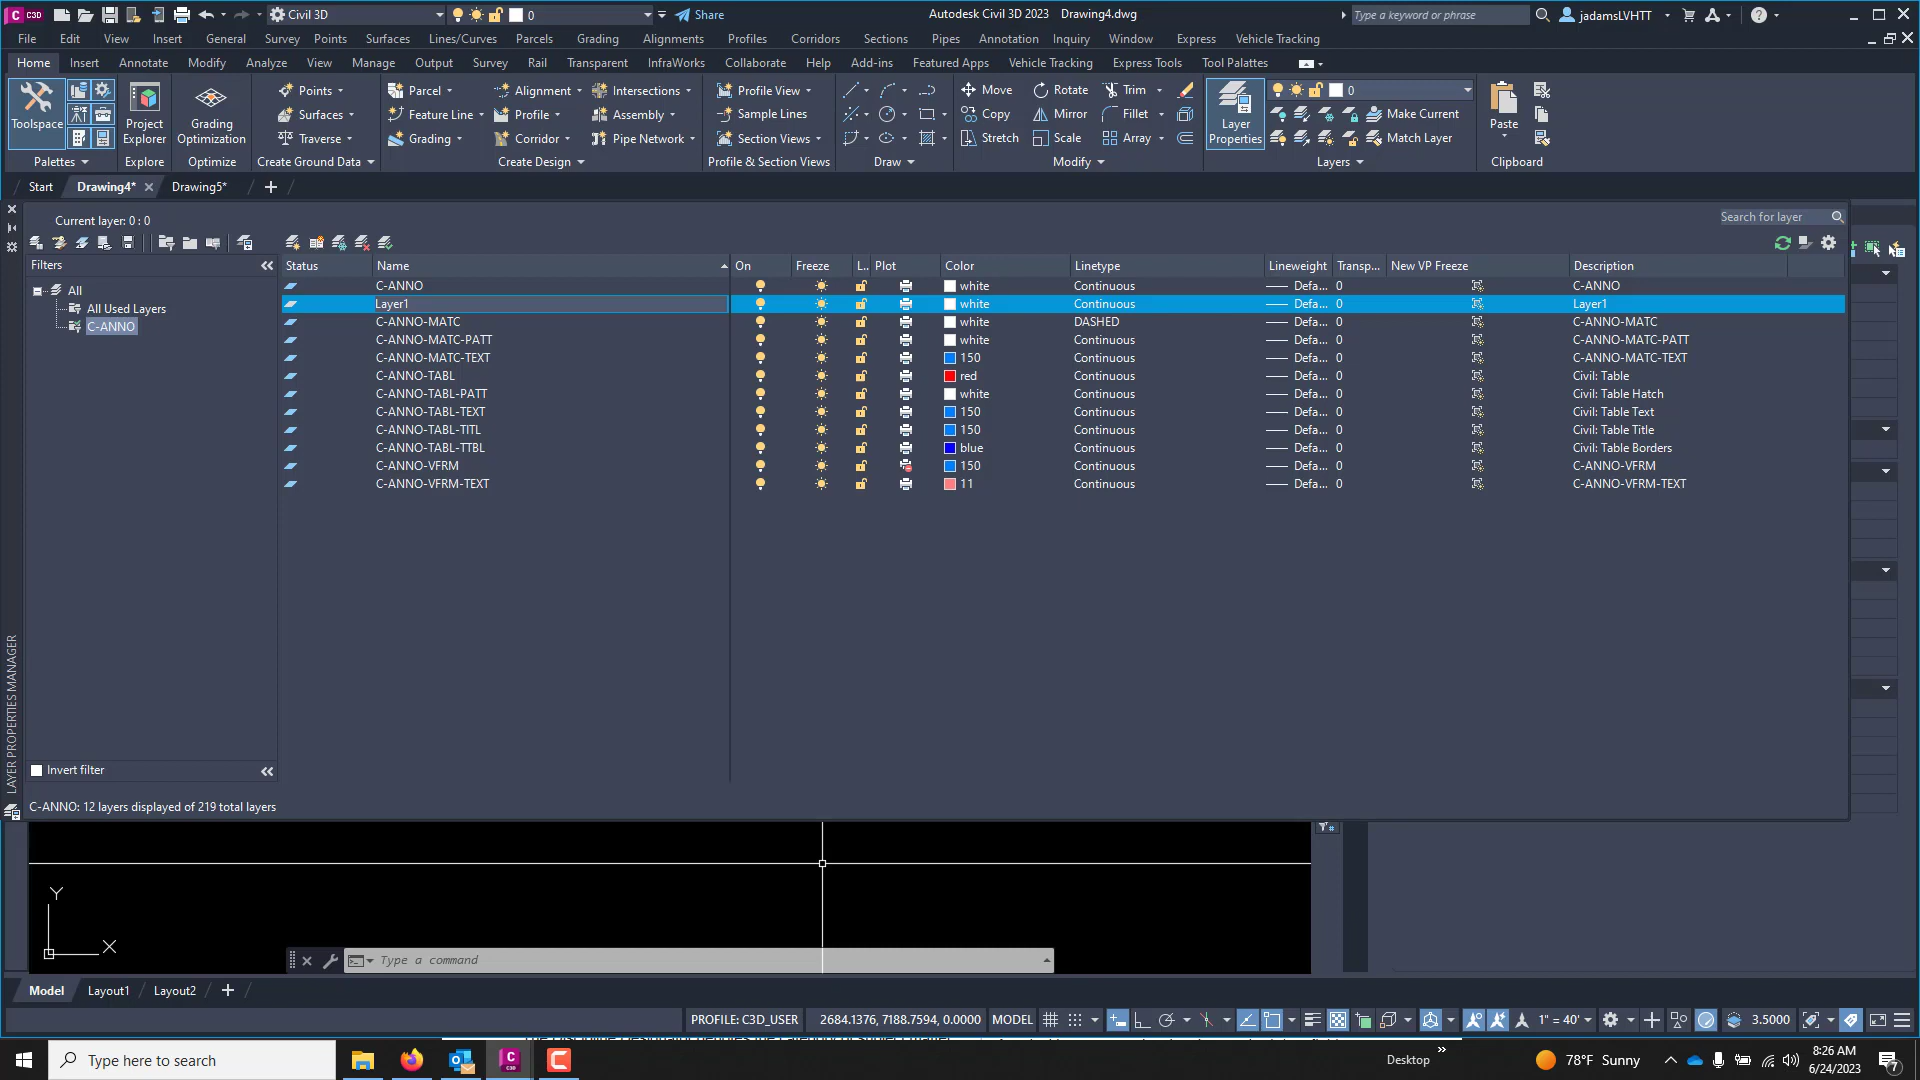 C3D Civil 3D 0 Share Autodesk Civil 3D 2023 Drawing4.dwg Type a keyword or phrase jadamsLVHTT
File Edit View Insert General Survey Points Surfaces Lines/Curves Parcels Grading Alignments Profiles Corridors Sections Pipes Annotation Inquiry Window Express Vehicle Tracking
Home Insert Annotate Modify Analyze View Manage Output Survey Rail Transparent InfraWorks Collaborate Help Add-ins Featured Apps Vehicle Tracking Express Tools Tool Palettes
Points Parcel Alignment Intersections Profile View Move Rotate Trim 0
Surfaces Feature Line Profile Assembly Sample Lines Copy Mirror Fillet Make Current
Toolspace Project Explorer Grading Optimization Layer Properties Paste
Traverse Grading Corridor Pipe Network Section Views Stretch Scale Array Match Layer
Palettes Explore Optimize Create Ground Data Create Design Profile & Section Views Draw Modify Layers Clipboard
Start Drawing4* Drawing5*
Current layer: 0 : 0 Search for layer
Filters Status Name On Freeze L.. Plot Color Linetype Lineweight Transp... New VP Freeze Description
All
All Used Layers
C-ANNO
C-ANNO white Continuous Defa... 0 C-ANNO
Layer1 white Continuous Defa... 0 Layer1
C-ANNO-MATC white DASHED Defa... 0 C-ANNO-MATC
C-ANNO-MATC-PATT white Continuous Defa... 0 C-ANNO-MATC-PATT
C-ANNO-MATC-TEXT 150 Continuous Defa... 0 C-ANNO-MATC-TEXT
C-ANNO-TABL red Continuous Defa... 0 Civil: Table
C-ANNO-TABL-PATT white Continuous Defa... 0 Civil: Table Hatch
C-ANNO-TABL-TEXT 150 Continuous Defa... 0 Civil: Table Text
C-ANNO-TABL-TITL 150 Continuous Defa... 0 Civil: Table Title
C-ANNO-TABL-TTBL blue Continuous Defa... 0 Civil: Table Borders
C-ANNO-VFRM 150 Continuous Defa... 0 C-ANNO-VFRM
C-ANNO-VFRM-TEXT 11 Continuous Defa... 0 C-ANNO-VFRM-TEXT
LAYER PROPERTIES MANAGER
Invert filter
C-ANNO: 12 layers displayed of 219 total layers
Y
X
Type a command
Model Layout1 Layout2
PROFILE: C3D_USER 2684.1376, 7188.7594, 0.0000 MODEL 1" = 40' 3.5000
Type here to search Desktop 78°F Sunny 8:26 AM
6/24/2023 7